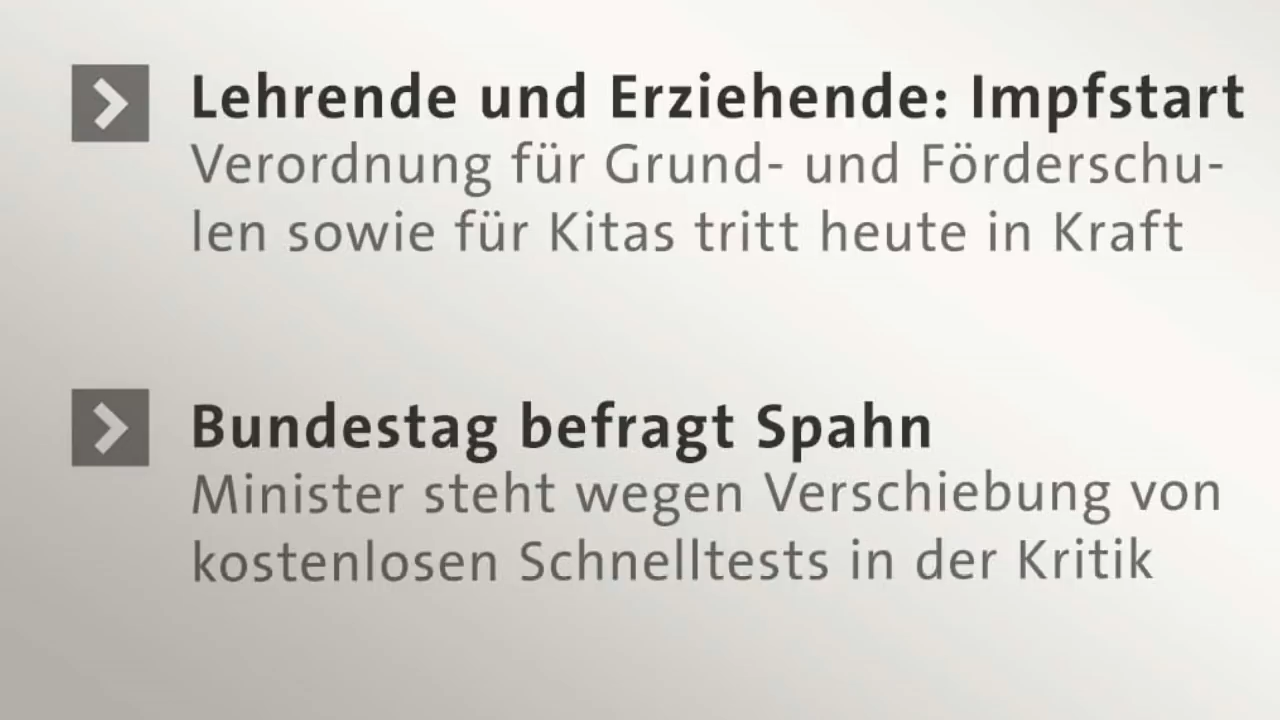 Lehrende und Erziehende: Impfstart
Verordnung für Grund- und Förderschu-
len sowie für Kitas tritt heute in Kraft
Bundestag befragt Spahn
Minister steht wegen Verschiebung von
kostenlosen Schnelltests in der Kritik